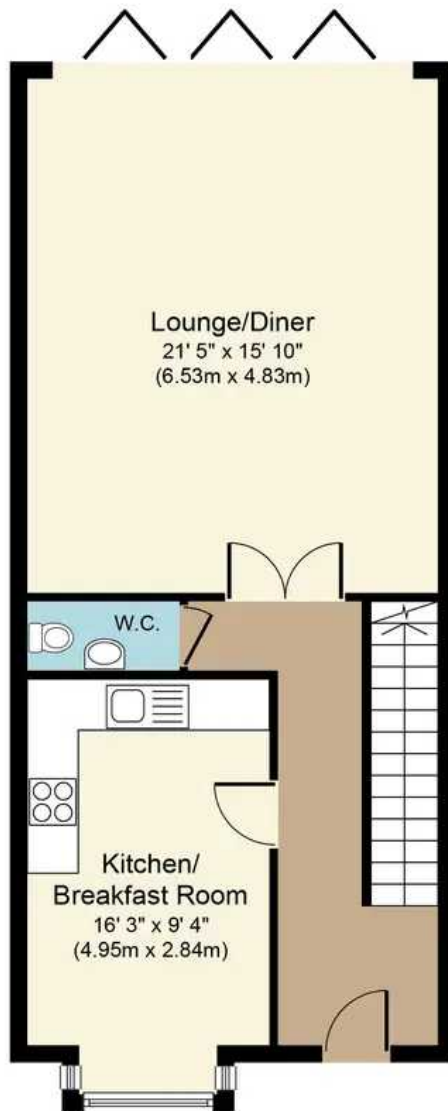 Lounge/Diner
21' 5" x 15' 10"
(6.53m x 4.83m)
W.C.
Kitchen/
Breakfast Room
16' 3" x 9' 4"
(4.95m x 2.84m)